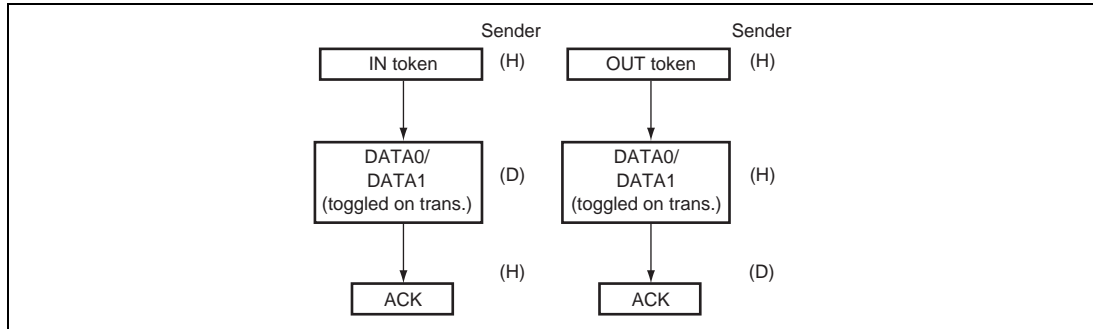 Sender Sender
IN token (H) OUT token (H)
DATA0/
DATA1
(toggled on trans.)
(D)
DATA0/
DATA1
(toggled on trans.)
(H)
(H) (D)
ACK ACK